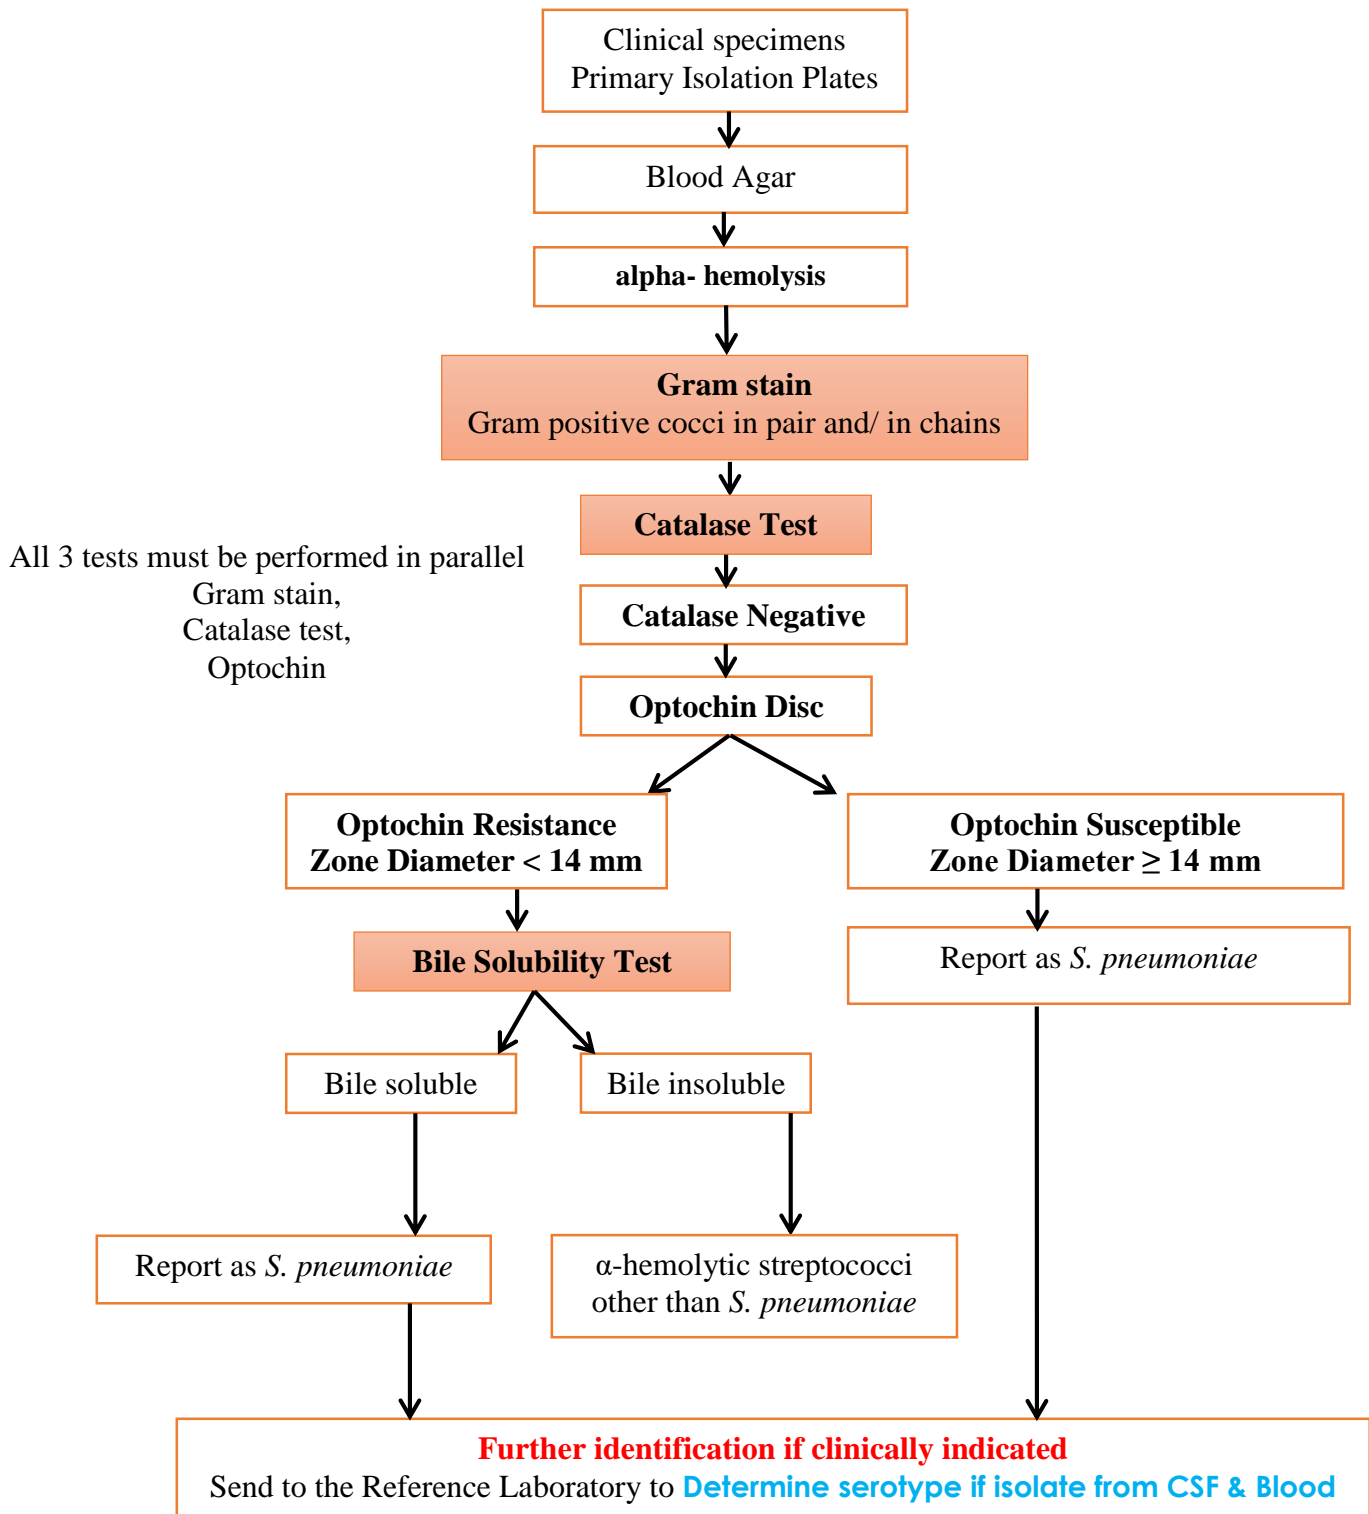 Clinical specimens
Primary Isolation Plates
Blood Agar
alpha- hemolysis
Gram stain
Gram positive cocci in pair and/ in chains
Catalase Test
All 3 tests must be performed in parallel
Gram stain,
Catalase test,
Optochin
Catalase Negative
Optochin Disc
Optochin Resistance
Zone Diameter < 14 mm
Optochin Susceptible
Zone Diameter ≥ 14 mm
Bile Solubility Test
Report as S. pneumoniae
Bile soluble
Bile insoluble
Report as S. pneumoniae
α-hemolytic streptococci
other than S. pneumoniae
Further identification if clinically indicated
Send to the Reference Laboratory to Determine serotype if isolate from CSF & Blood